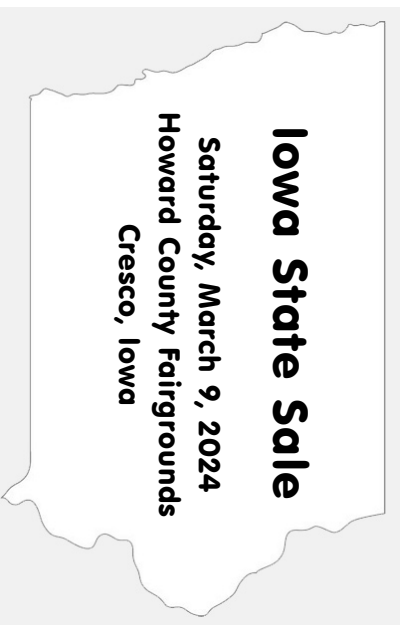 Iowa State Sale
Saturday, March 9, 2024
Howard County Fairgrounds
Cresco, Iowa